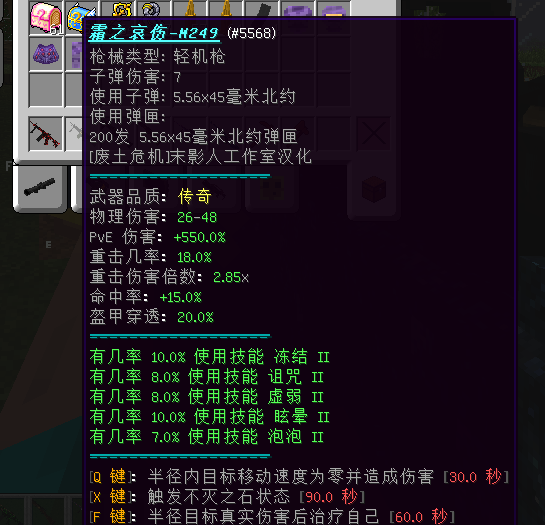 61
霜之哀伤-M249 (#5568)
枪械类型: 轻机枪
子弹伤害: 7
使用子弹: 5.56x45毫米北约
使用弹匣:
200发 5.56x45毫米北约弹匣
[废土危机]末影人工作室汉化
武器品质: 传奇
物理伤害: 26-48
PvE 伤害: +550.0%
重击几率: 18.0%
重击伤害倍数: 2.85x
命中率: +15.0%
盔甲穿透: 20.0%
有几率 10.0% 使用技能 冻结 II
有几率 8.0% 使用技能 诅咒 II
有几率 8.0% 使用技能 虚弱 II
有几率 10.0% 使用技能 眩晕 II
有几率 7.0% 使用技能 泡泡 II
[Q 键]: 半径内目标移动速度为零并造成伤害 [30.0 秒]
[X 键]: 触发不灭之石状态 [90.0 秒]
[F 键]: 半径目标真实伤害后治疗自己 [60.0 秒]